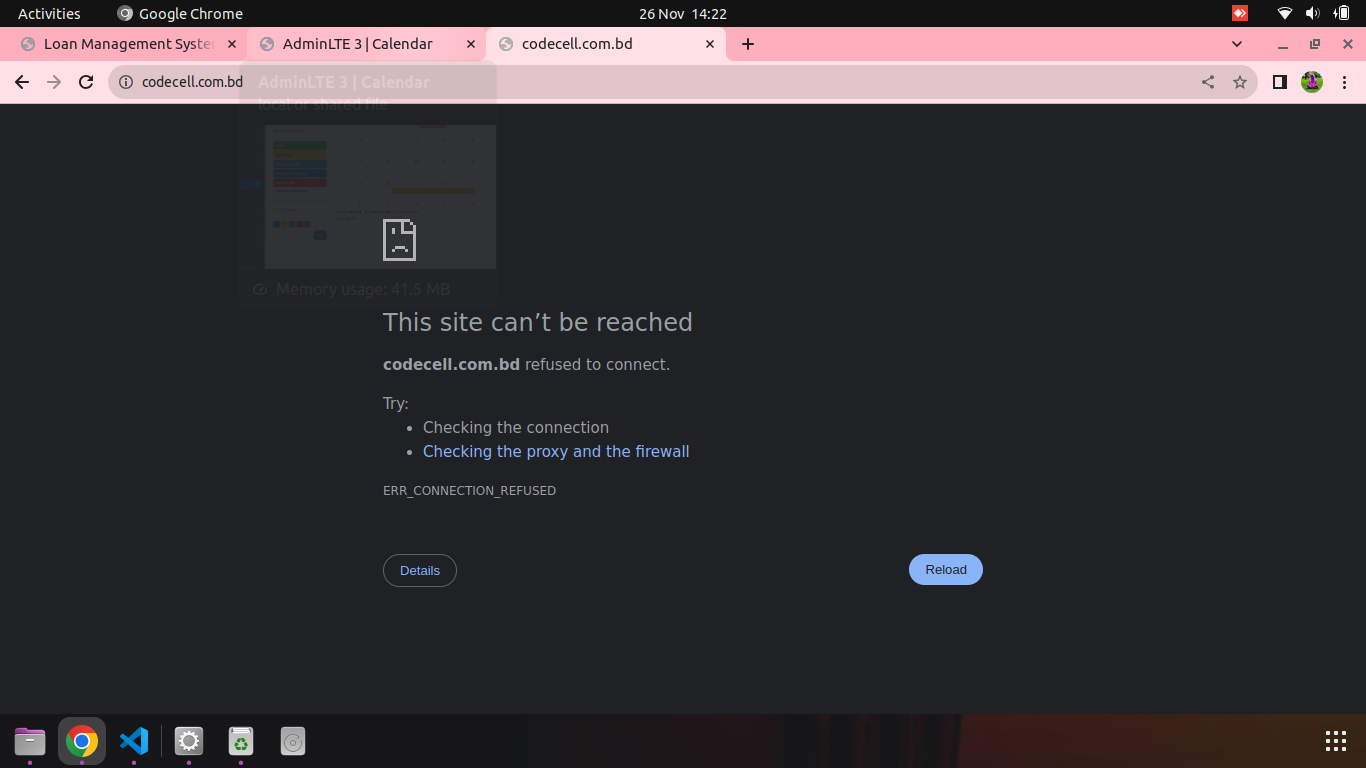 Activities
Google Chrome
26 Nov 14:22
Loan Management Syste
AdminLTE 3 | Calendar
codecell.com.bd
codecell.com.bd
AdminLTE 3 | Calendar
local or shared file
Memory usage: 41.5 MB
This site can’t be reached
codecell.com.bd refused to connect.
Try:
• Checking the connection
• Checking the proxy and the firewall
ERR_CONNECTION_REFUSED
Details
Reload